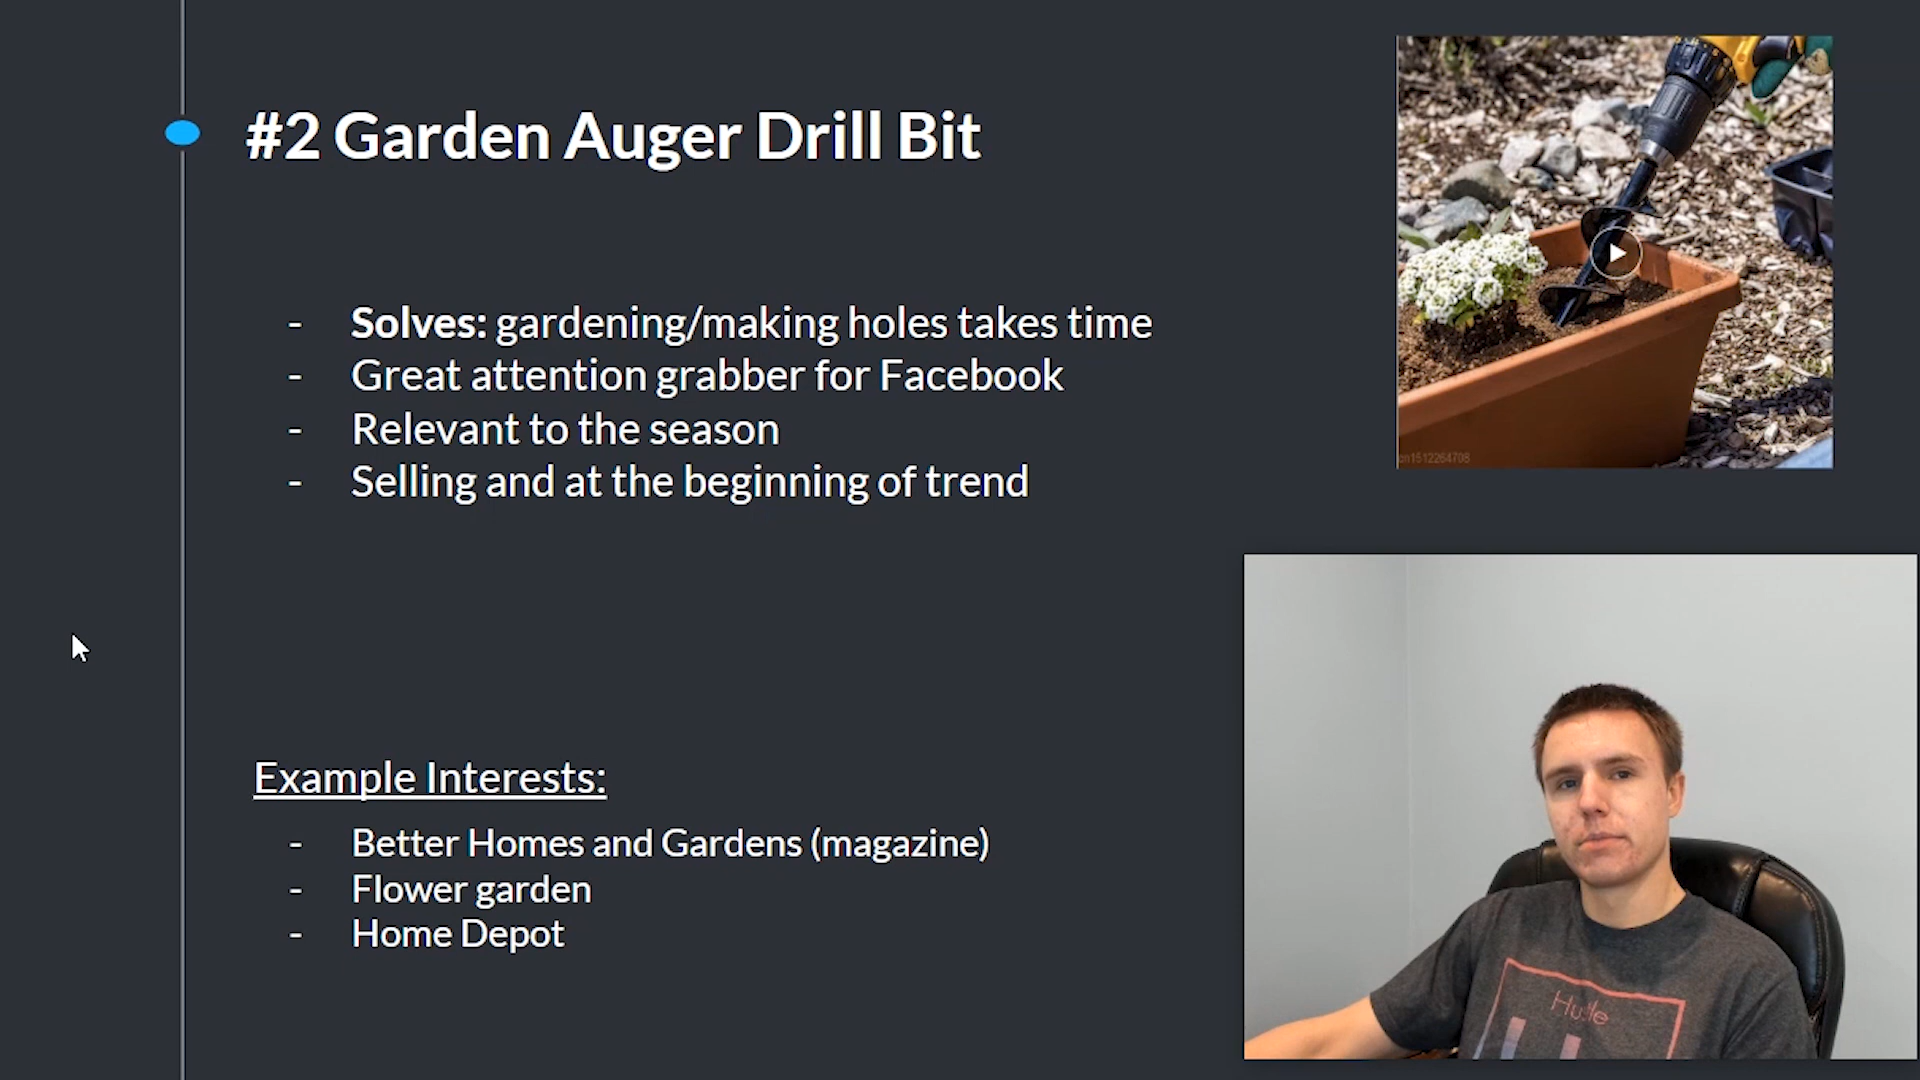 #2 Garden Auger Drill Bit
- Solves: gardening/making holes takes time
- Great attention grabber for Facebook
- Relevant to the season
- Selling and at the beginning of trend
cn1512264708
Example Interests:
- Better Homes and Gardens (magazine)
- Flower garden
- Home Depot
Hustle